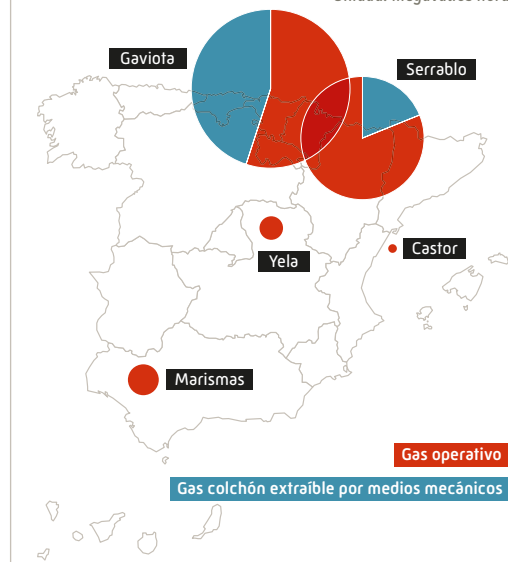 Gaviota
Serrablo
Yela
Castor
Marismas
Gas operativo
Gas colchón extraíble por medios mecánicos